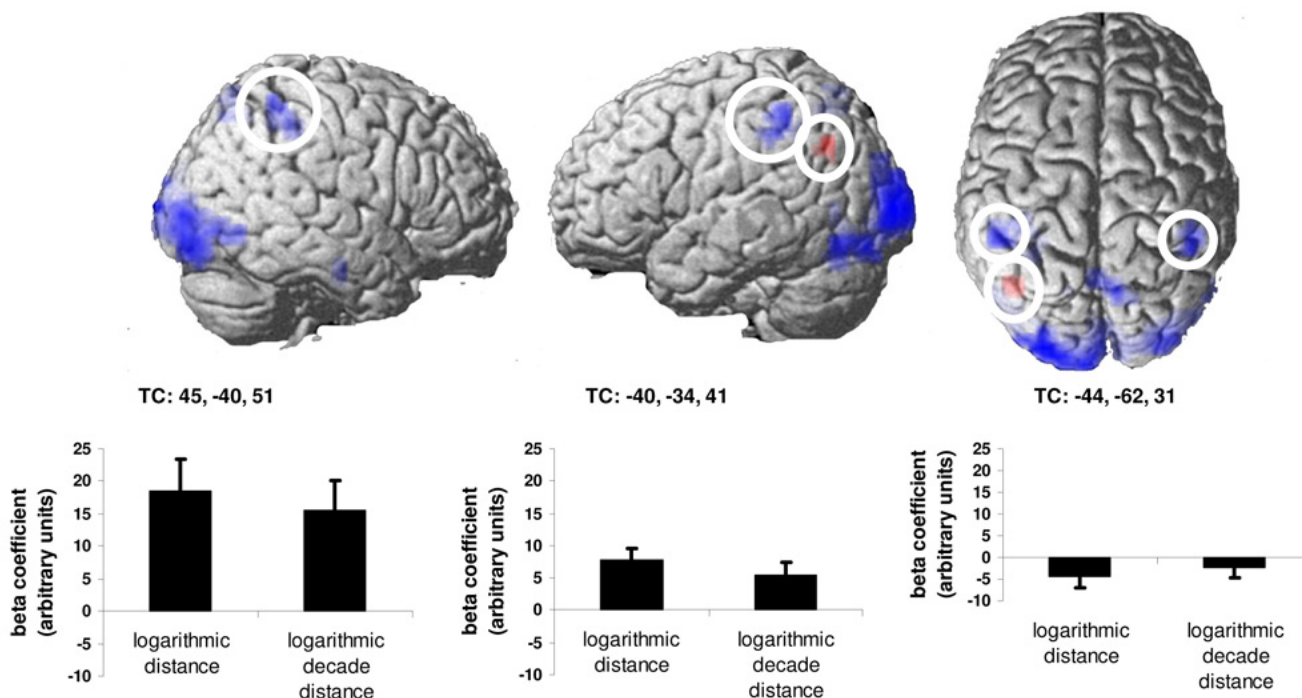 TC: 45, -40, 51
TC: -40, -34, 41
TC: -44, -62, 31
beta coefficient
(arbitrary units)
25
20
15
10
5
0
-5
-10
logarithmic
distance
logarithmic
decade
distance
beta coefficient
(arbitrary units)
25
20
15
10
5
0
-5
-10
logarithmic
distance
logarithmic
decade
distance
beta coefficient
(arbitrary units)
25
20
15
10
5
0
-5
-10
logarithmic
distance
logarithmic
decade
distance